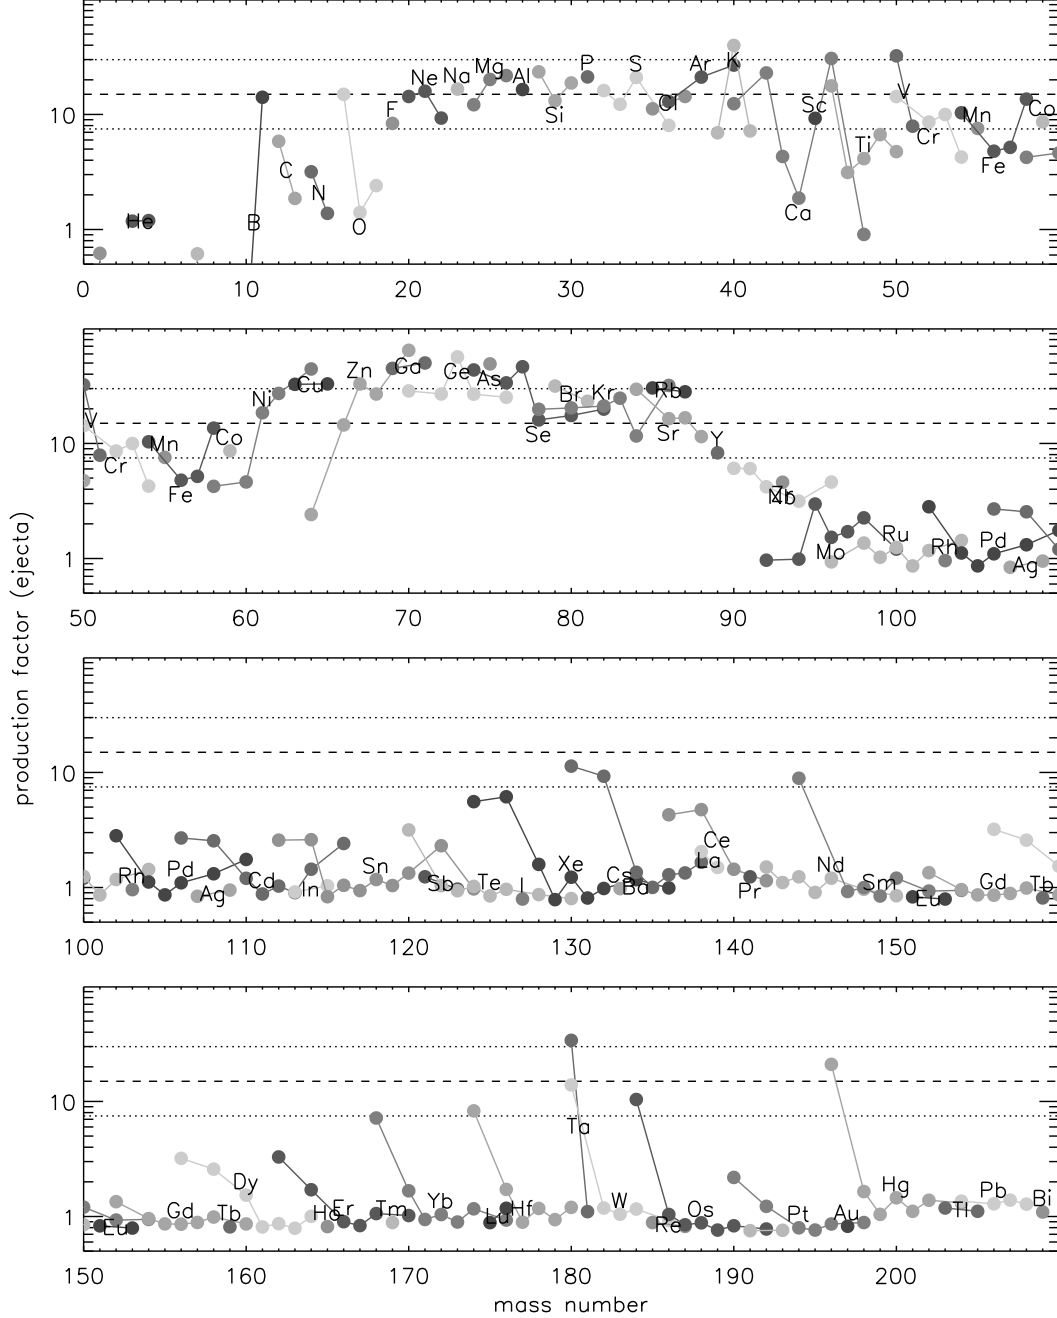 production factor (ejecta)
10
1
He
B
C
N
O
F
Ne
Na
Mg
Al
Si
P
S
Cl
Ar
K
Ca
Sc
Ti
V
Cr
Mn
Fe
Co
0 10 20 30 40 50
10
1
V
Cr
Mn
Fe
Co
Ni
Cu
Zn
Ga
Ge
As
Se
Br
Kr
Rb
Sr
Y
Zr
Nb
Mo
Ru
Rh
Pd
Ag
50 60 70 80 90 100
10
1
Rh
Pd
Ag
Cd
In
Sn
Sb
Te
I
Xe
Cs
Ba
La
Ce
Pr
Nd
Sm
Eu
Gd
Tb
100 110 120 130 140 150
10
1
Eu
Gd
Tb
Dy
Ho
Er
Tm
Yb
Lu
Hf
Ta
W
Re
Os
Pt
Au
Hg
Tl
Pb
Bi
150 160 170 180 190 200
mass number